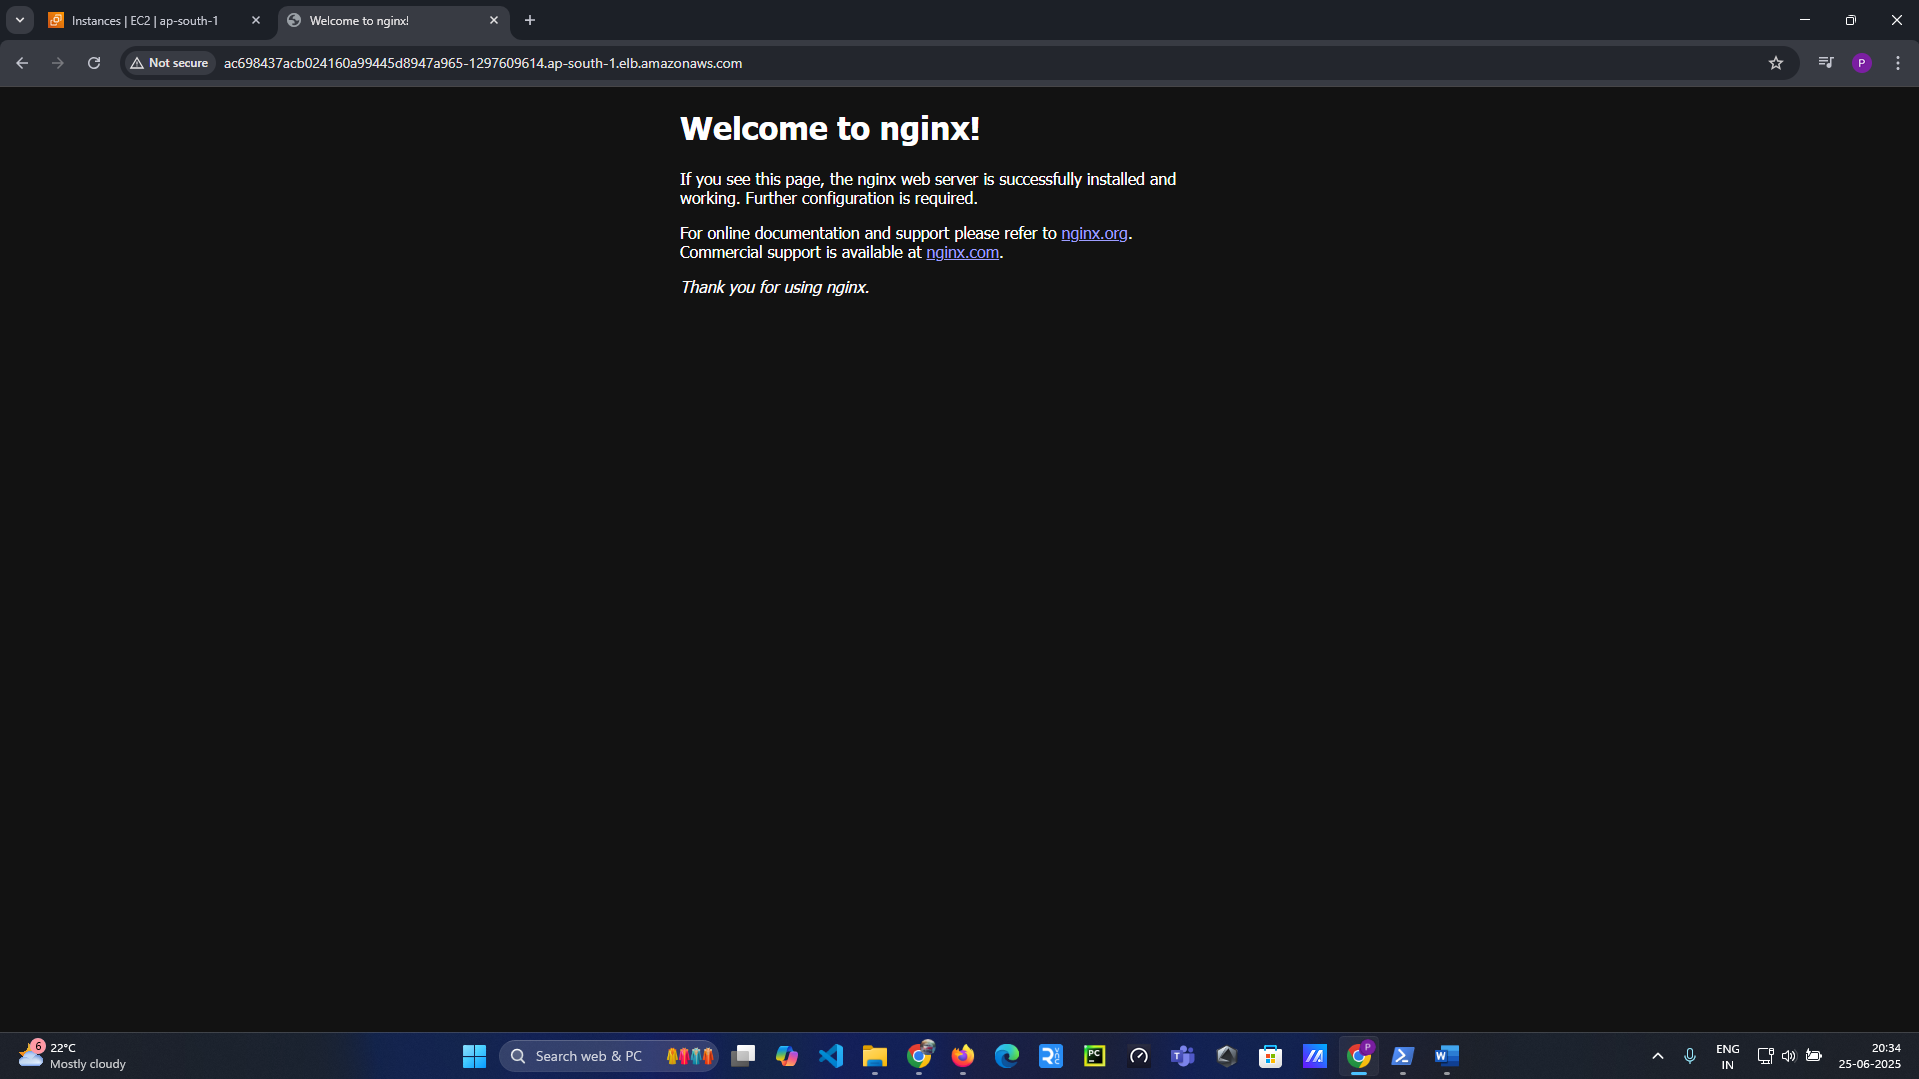 Instances | EC2 | ap-south-1
Welcome to nginx!
Not secure
ac698437acb024160a99445d8947a965-1297609614.ap-south-1.elb.amazonaws.com
P
Welcome to nginx!
If you see this page, the nginx web server is successfully installed and
working. Further configuration is required.
For online documentation and support please refer to nginx.org.
Commercial support is available at nginx.com.
Thank you for using nginx.
6
22°C
Mostly cloudy
Search web & PC
PC
P
W
ENG
IN
20:34
25-06-2025